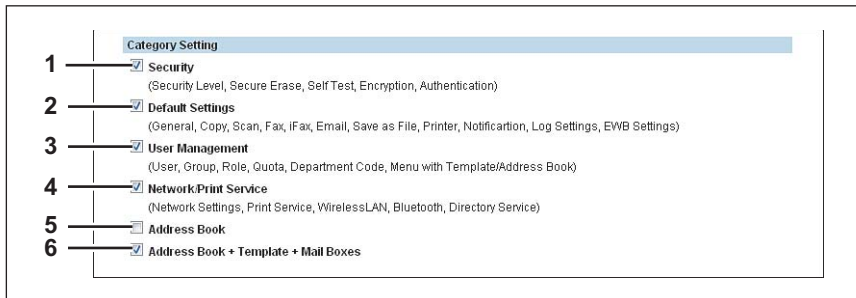 Category Setting
1 Security
(Security Level, Secure Erase, Self Test, Encryption, Authentication)
2 Default Settings
(General, Copy, Scan, Fax, iFax, Email, Save as File, Printer, Notificartion, Log Settings, EWB Settings)
3 User Management
(User, Group, Role, Quota, Department Code, Menu with Template/Address Book)
4 Network/Print Service
(Network Settings, Print Service, WirelessLAN, Bluetooth, Directory Service)
5 Address Book
6 Address Book + Template + Mail Boxes